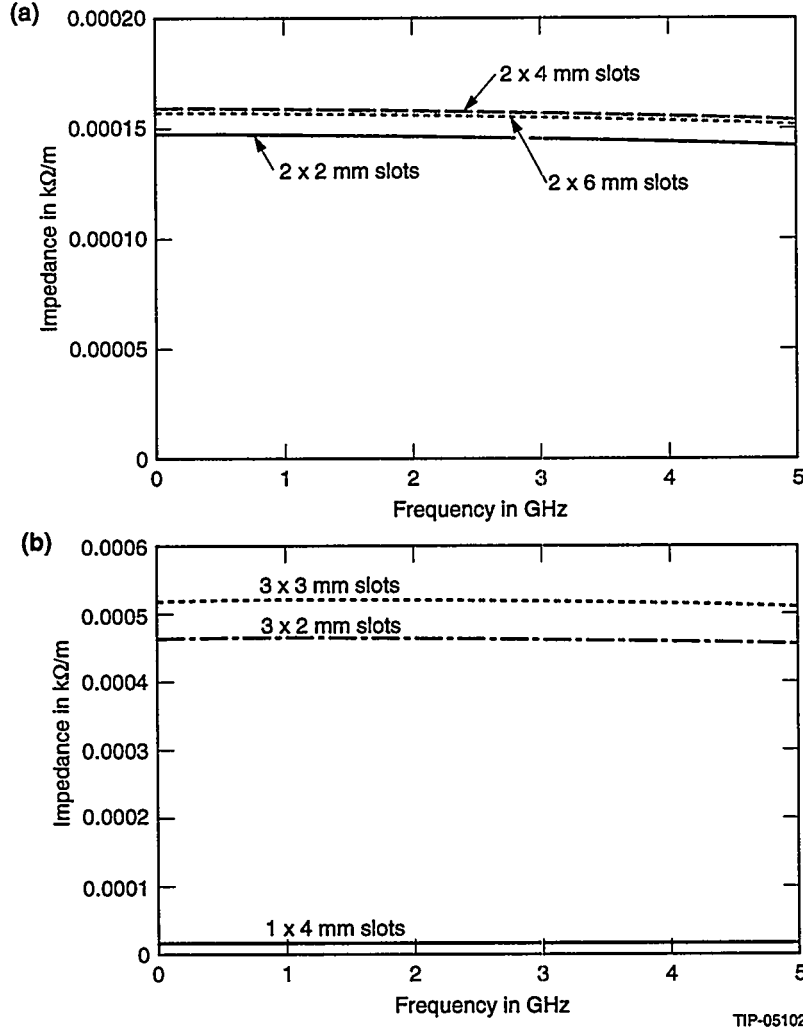 (a)
0.00020
0.00015
0.00010
0.00005
0
Impedance in kΩ/m
2 x 4 mm slots
2 x 2 mm slots
2 x 6 mm slots
0 1 2 3 4 5
Frequency in GHz
(b)
0.0006
0.0005
0.0004
0.0003
0.0002
0.0001
0
Impedance in kΩ/m
3 x 3 mm slots
3 x 2 mm slots
1 x 4 mm slots
0 1 2 3 4 5
Frequency in GHz
TIP-05102